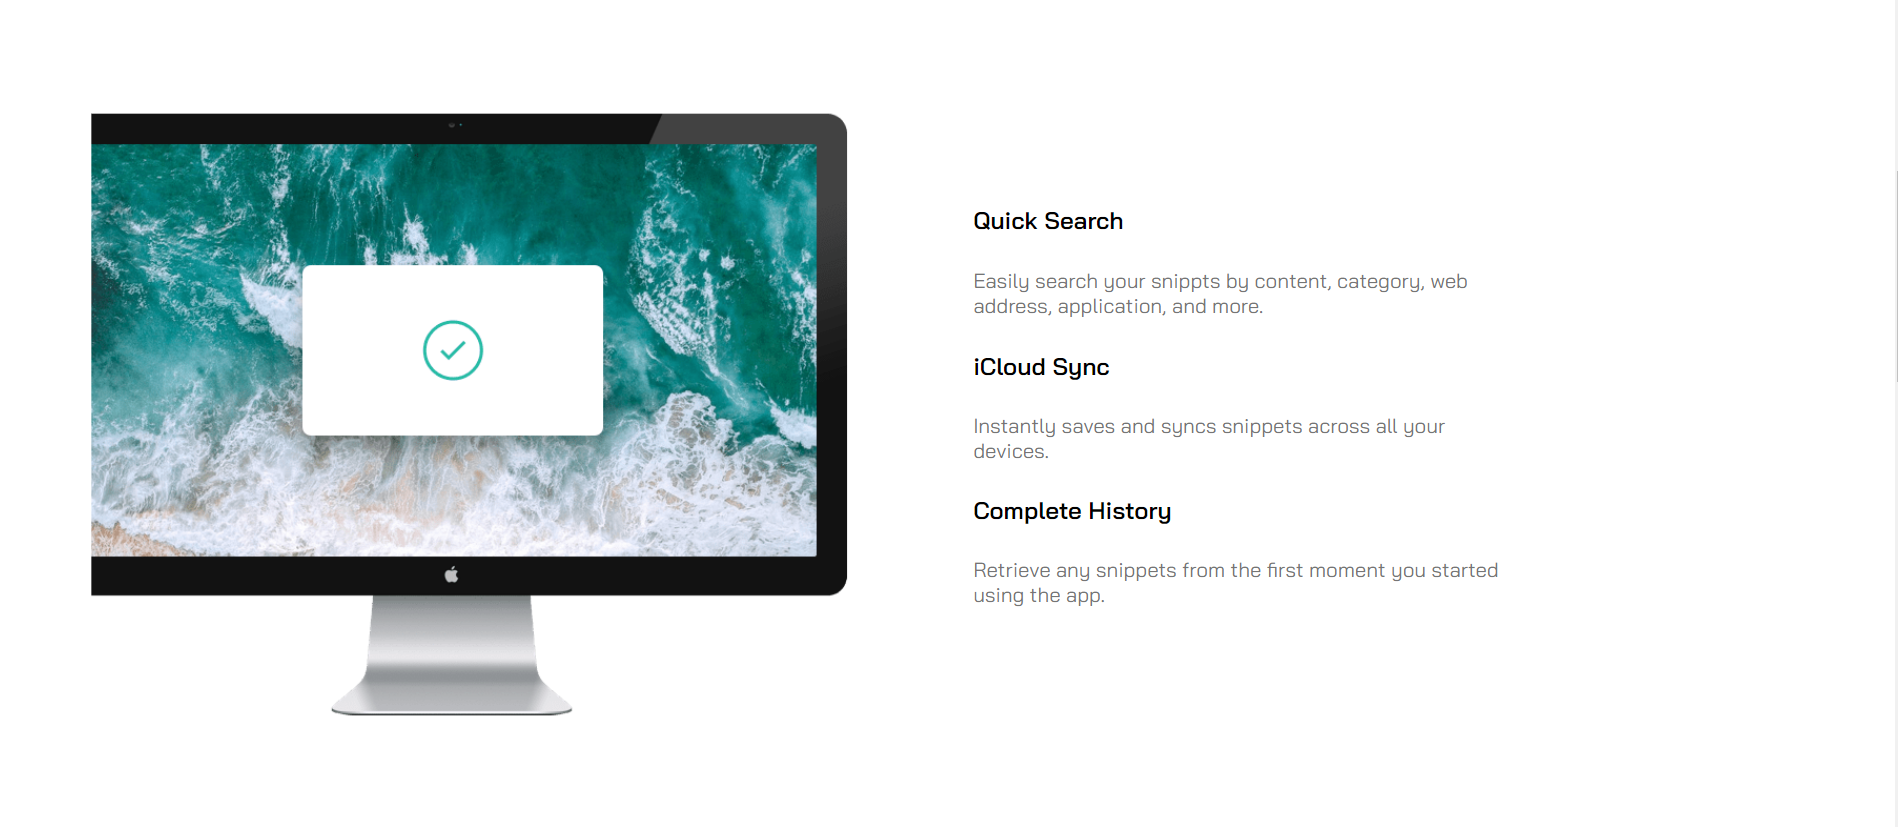 Quick Search
Easily search your snippts by content, category, web
address, application, and more.
iCloud Sync
Instantly saves and syncs snippets across all your
devices.
Complete History
Retrieve any snippets from the first moment you started
using the app.